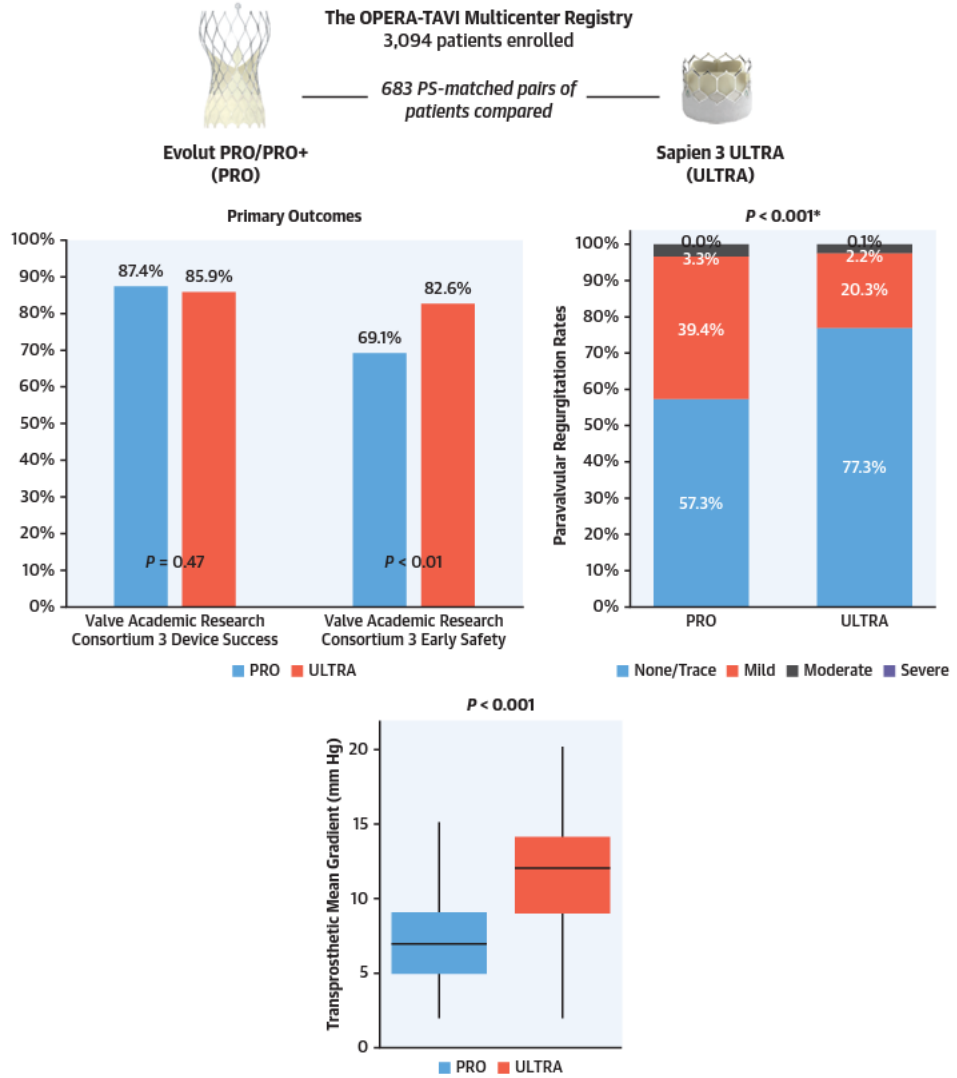 The OPERA-TAVI Multicenter Registry
3,094 patients enrolled
683 PS-matched pairs of
patients compared
Evolut PRO/PRO+
(PRO)
Sapien 3 ULTRA
(ULTRA)
Primary Outcomes
100%
90%
80%
70%
60%
50%
40%
30%
20%
10%
0%
87.4%
85.9%
69.1%
82.6%
P = 0.47
P < 0.01
Valve Academic Research
Consortium 3 Device Success
Valve Academic Research
Consortium 3 Early Safety
PRO
ULTRA
P < 0.001*
Paravalvular Regurgitation Rates
100%
90%
80%
70%
60%
50%
40%
30%
20%
10%
0%
0.0%
3.3%
39.4%
57.3%
0.1%
2.2%
20.3%
77.3%
PRO
ULTRA
None/Trace
Mild
Moderate
Severe
P < 0.001
Transprosthetic Mean Gradient (mm Hg)
20
15
10
5
0
PRO
ULTRA